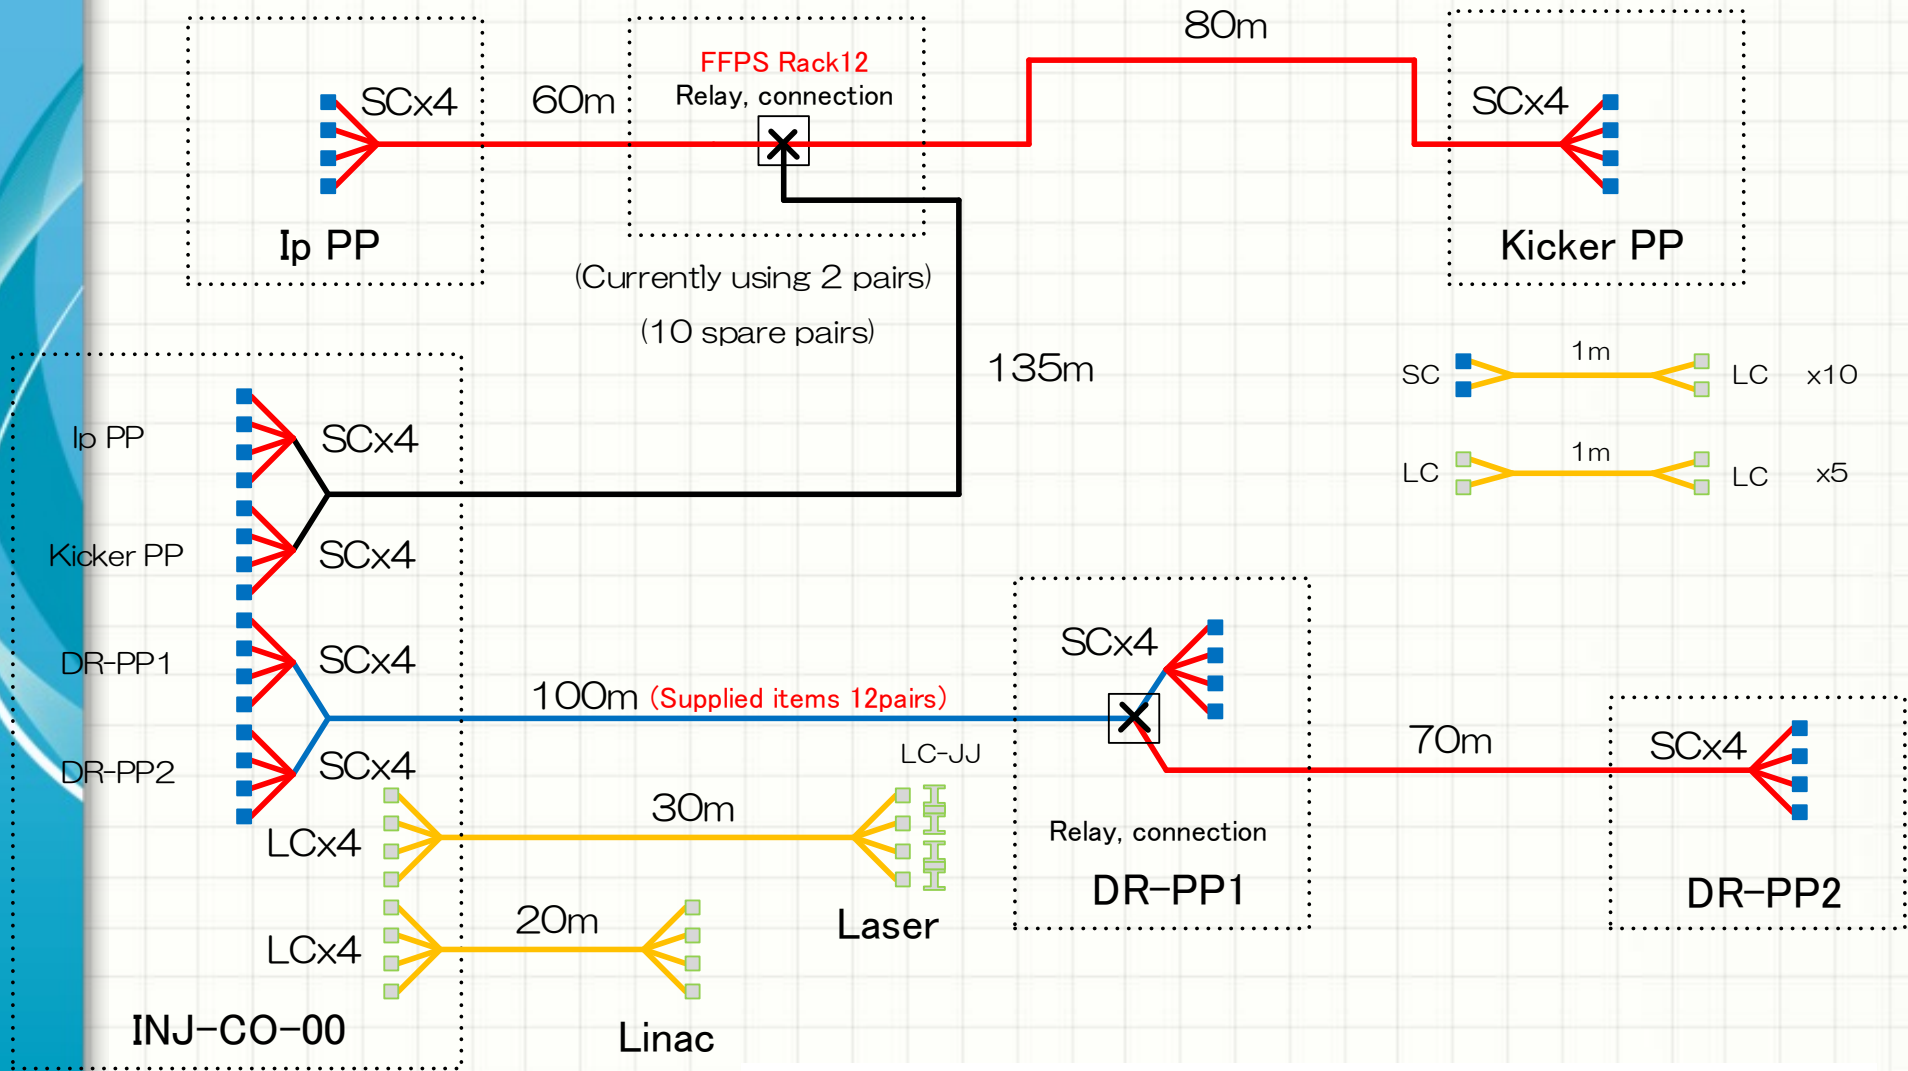 80m
FFPS Rack12
Relay, connection
SCx4
60m
SCx4
Ip PP
Kicker PP
(Currently using 2 pairs)
(10 spare pairs)
135m
1m
SC
LC
x10
1m
LC
LC
x5
Ip PP
SCx4
Kicker PP
SCx4
DR-PP1
SCx4
100m (Supplied items 12pairs)
SCx4
DR-PP2
SCx4
LC-JJ
70m
SCx4
30m
LCx4
Relay, connection
DR-PP1
DR-PP2
Laser
20m
LCx4
INJ-CO-00
Linac